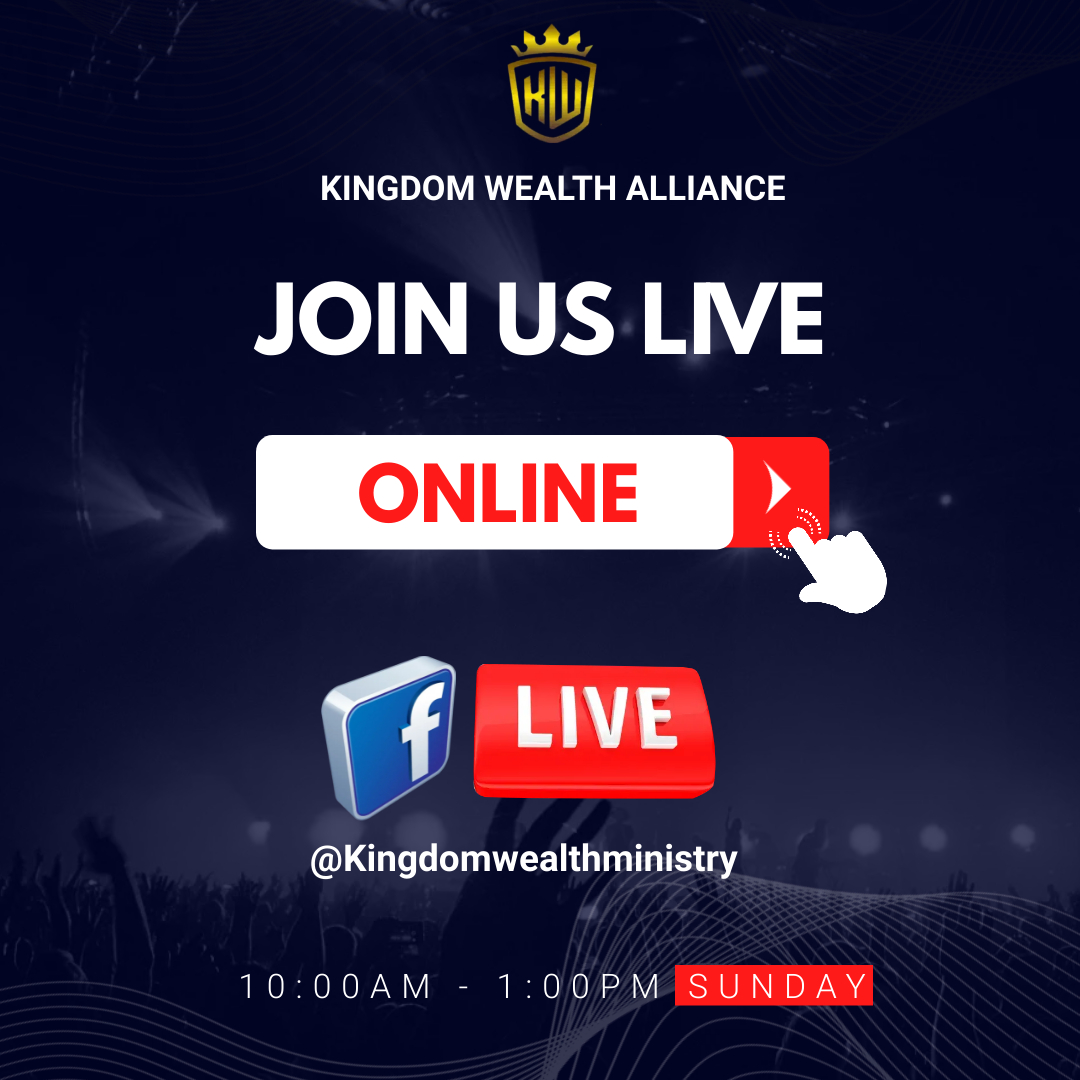 KW
KINGDOM WEALTH ALLIANCE
JOIN US LIVE
ONLINE
f LIVE
@Kingdomwealthministry
10:00AM - 1:00PM SUNDAY